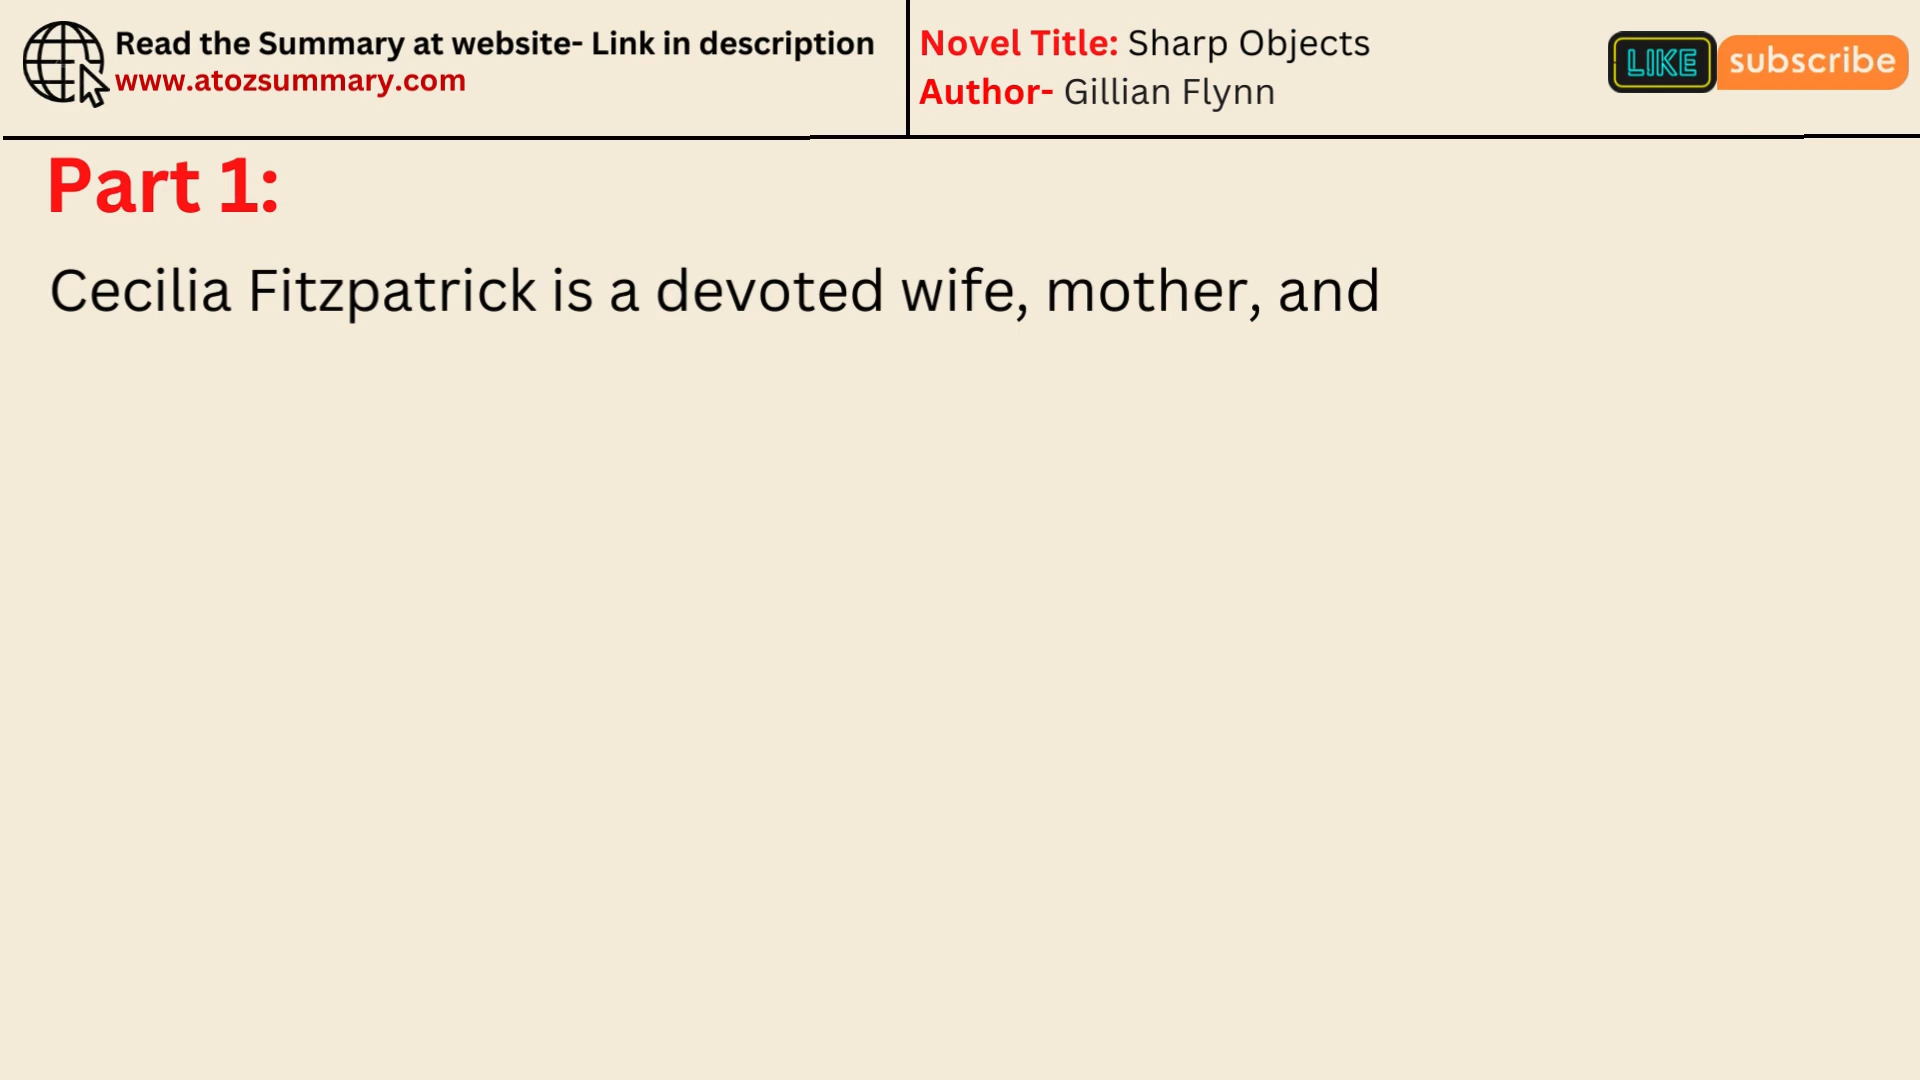 Read the Summary at website- Link in description
www.atozsummary.com
Novel Title: Sharp Objects
Author- Gillian Flynn
LIKE
subscribe
Part 1:
Cecilia Fitzpatrick is a devoted wife, mother, and